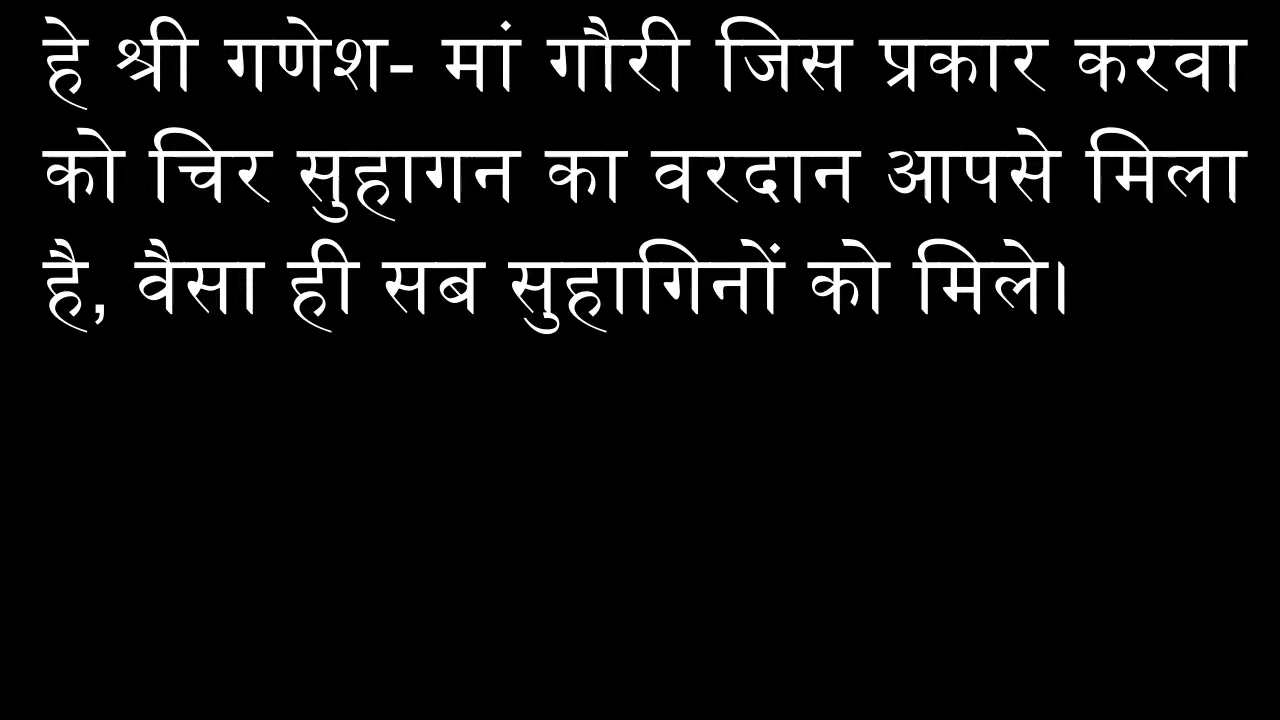 हे श्री गणेश- मां गौरी जिस प्रकार करवा
को चिर सुहागन का वरदान आपसे मिला
है, वैसा ही सब सुहागिनों को मिले।